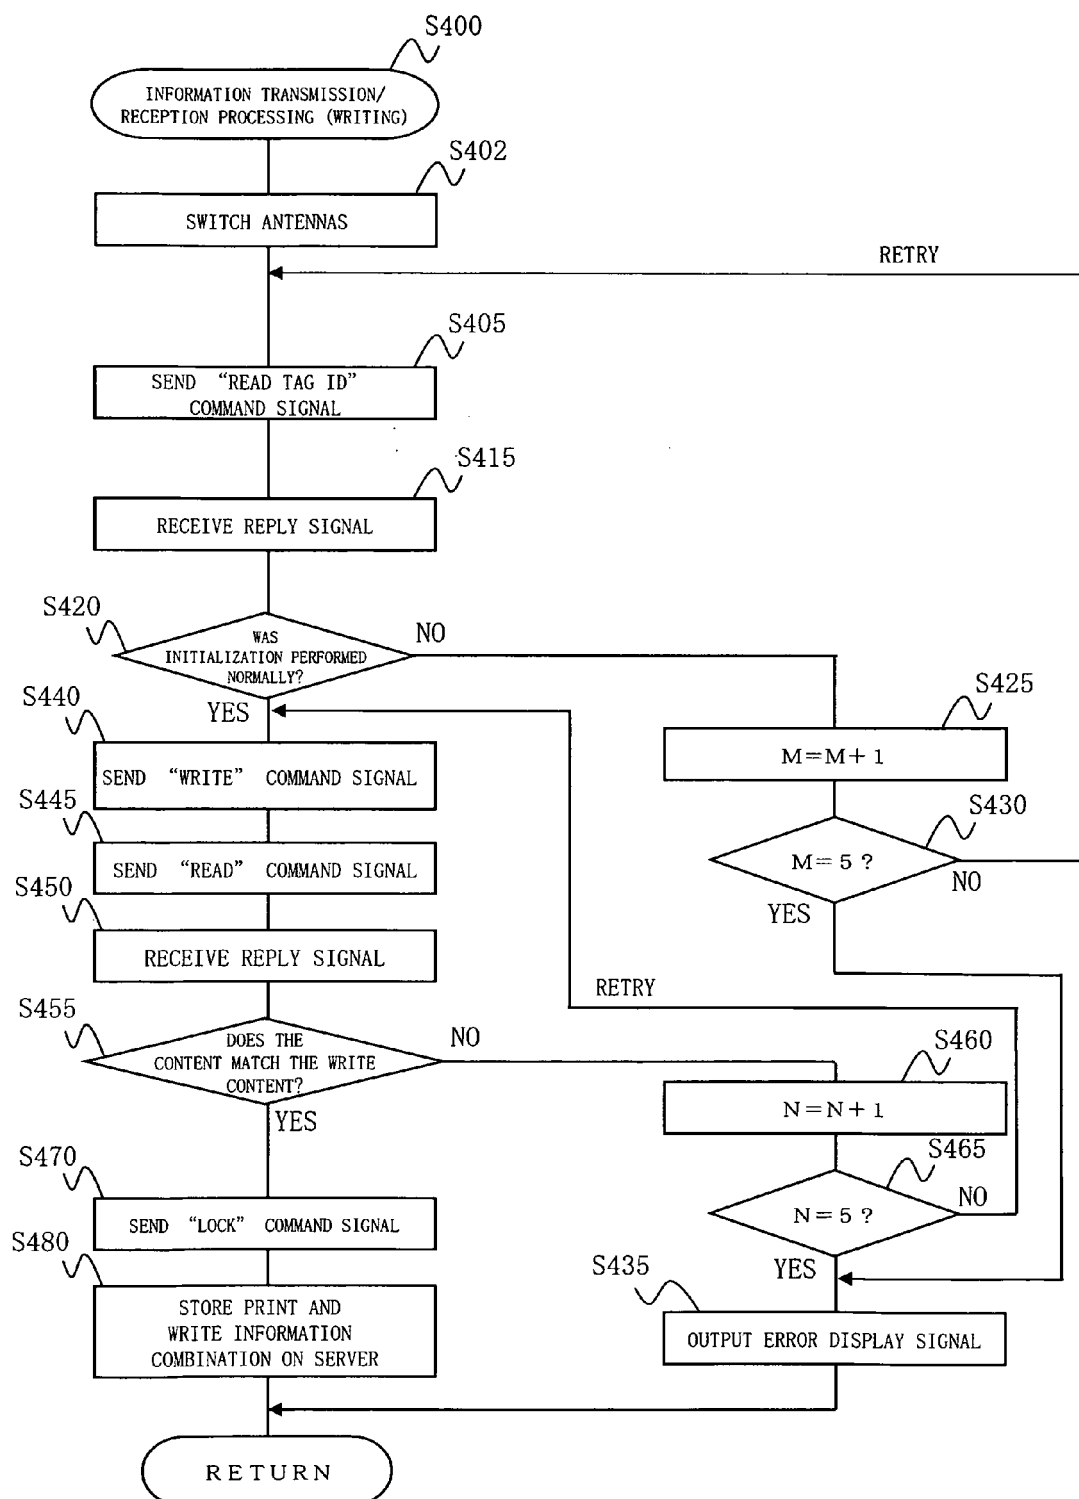 S400
INFORMATION TRANSMISSION/
RECEPTION PROCESSING (WRITING)
S402
SWITCH ANTENNAS
RETRY
S405
SEND “READ TAG ID”
COMMAND SIGNAL
S415
RECEIVE REPLY SIGNAL
S420
WAS
INITIALIZATION PERFORMED
NORMALLY?
NO
YES
S425
M=M+1
S430
M=5?
NO
YES
S440
SEND “WRITE” COMMAND SIGNAL
S445
SEND “READ” COMMAND SIGNAL
S450
RECEIVE REPLY SIGNAL
RETRY
S455
DOES THE
CONTENT MATCH THE WRITE
CONTENT?
NO
YES
S460
N=N+1
S465
N=5?
NO
YES
S470
SEND “LOCK” COMMAND SIGNAL
S480
STORE PRINT AND
WRITE INFORMATION
COMBINATION ON SERVER
S435
OUTPUT ERROR DISPLAY SIGNAL
RETURN